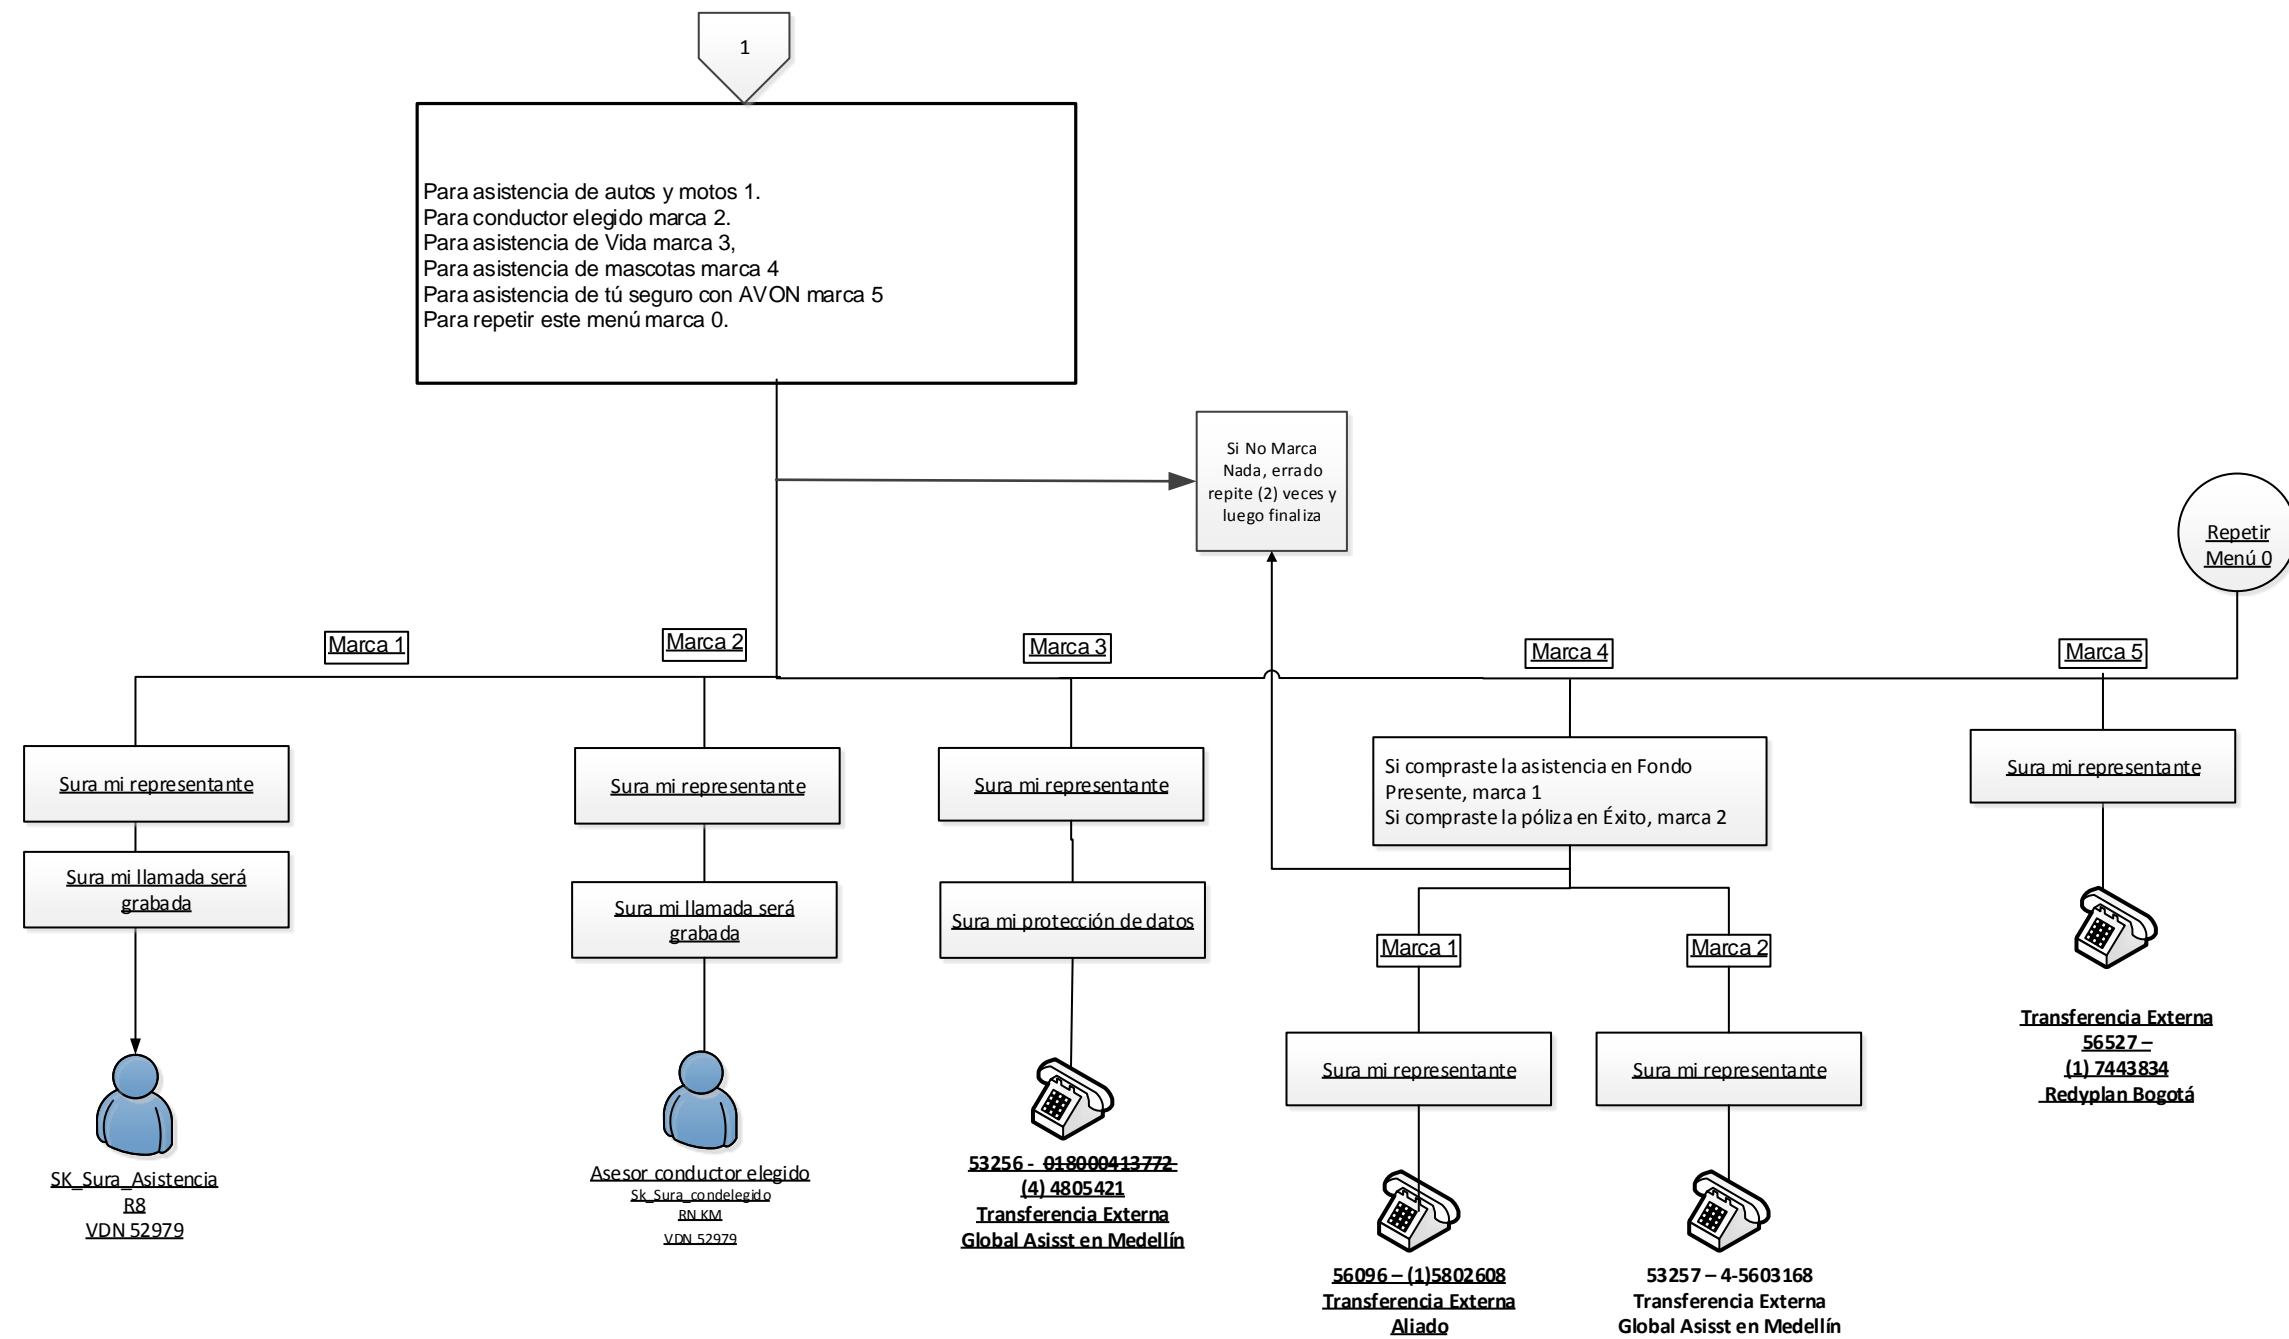 1
Para asistencia de autos y motos 1.
Para conductor elegido marca 2.
Para asistencia de Vida marca 3,
Para asistencia de mascotas marca 4
Para asistencia de tú seguro con AVON marca 5
Para repetir este menú marca 0.
Si No Marca
Nada, errado
repite (2) veces y
luego finaliza
Repetir
Menú 0
Marca 1
Marca 2
Marca 3
Marca 4
Marca 5
Sura mi representante
Sura mi llamada será
grabada
SK_Sura_Asistencia
R8
VDN 52979
Sura mi representante
Sura mi llamada será
grabada
Asesor conductor elegido
Sk_Sura_condelegido
RN KM
VDN 52979
Sura mi representante
Sura mi protección de datos
53256 - 018000413772
(4) 4805421
Transferencia Externa
Global Asisst en Medellín
Si compraste la asistencia en Fondo
Presente, marca 1
Si compraste la póliza en Éxito, marca 2
Marca 1
Sura mi representante
56096 – (1)5802608
Transferencia Externa
Aliado
Marca 2
Sura mi representante
53257 – 4-5603168
Transferencia Externa
Global Asisst en Medellín
Sura mi representante
Transferencia Externa
56527 –
(1) 7443834
Redyplan Bogotá